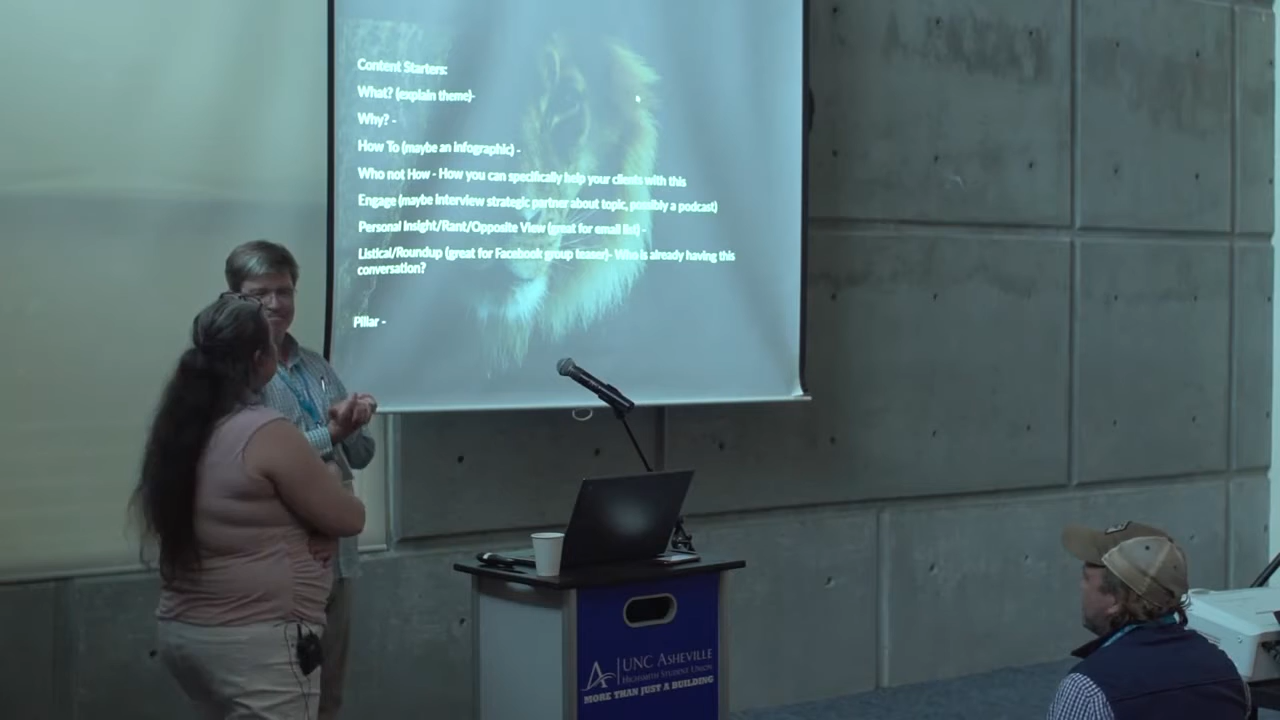 Content Starters:
What? (explain theme)-
Why? -
How To (maybe an infographic) -
Who not How - How you can specifically help your clients with this
Engage (maybe interview strategic partner about topic, possibly a podcast)
Personal Insight/Rant/Opposite View (great for email list) -
Listical/Roundup (great for Facebook group teaser)- Who is already having this
conversation?
Pillar -
UNC ASHEVILLE
HIGHSMITH STUDENT UNION
MORE THAN JUST A BUILDING